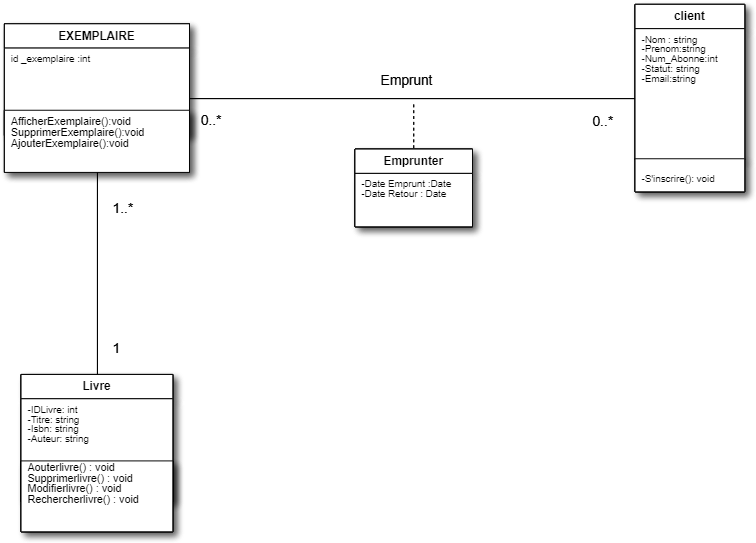 EXEMPLAIRE
id _exemplaire :int
AfficherExemplaire():void
SupprimerExemplaire():void
AjouterExemplaire():void
Emprunt
0..*
0..*
client
-Nom : string
-Prenom:string
-Num_Abonne:int
-Statut: string
-Email:string
-S'inscrire(): void
Emprunter
-Date Emprunt :Date
-Date Retour : Date
1..*
1
Livre
-IDLivre: int
-Titre: string
-Isbn: string
-Auteur: string
Aouterlivre() : void
Supprimerlivre() : void
Modifierlivre() : void
Rechercherlivre() : void